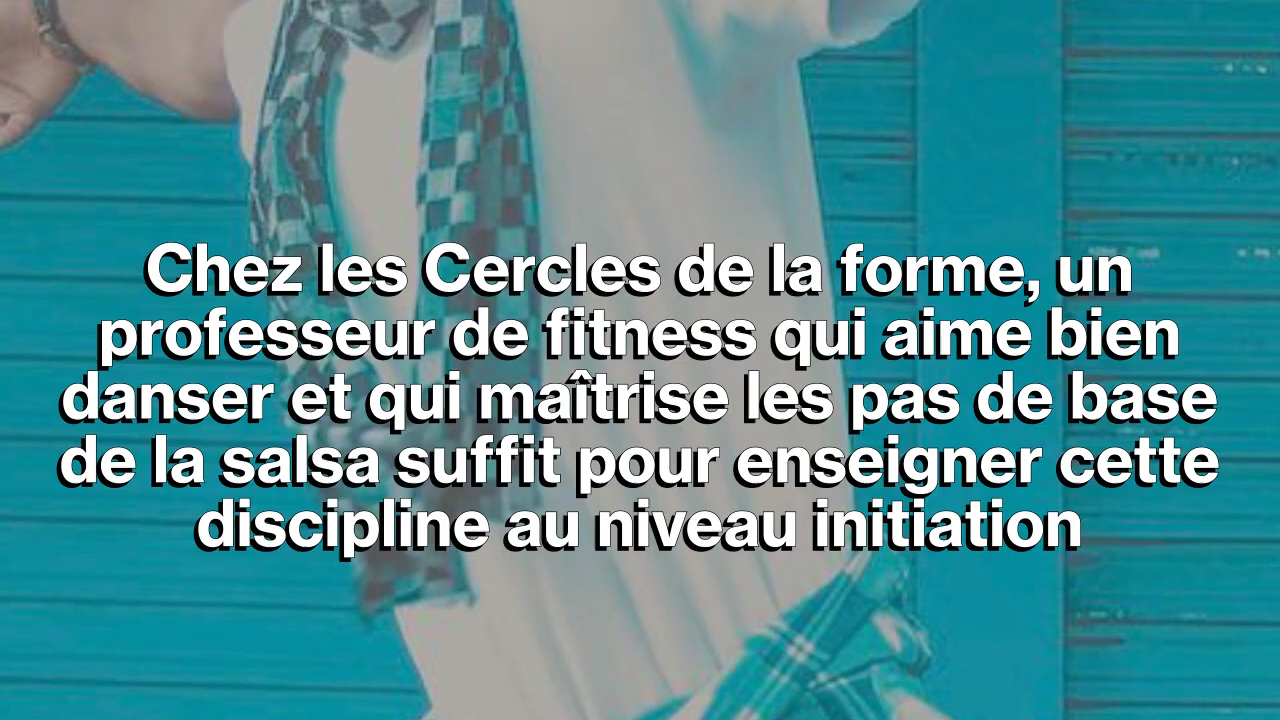 Chez les Cercles de la forme, un
professeur de fitness qui aime bien
danser et qui maîtrise les pas de base
de la salsa suffit pour enseigner cette
discipline au niveau initiation